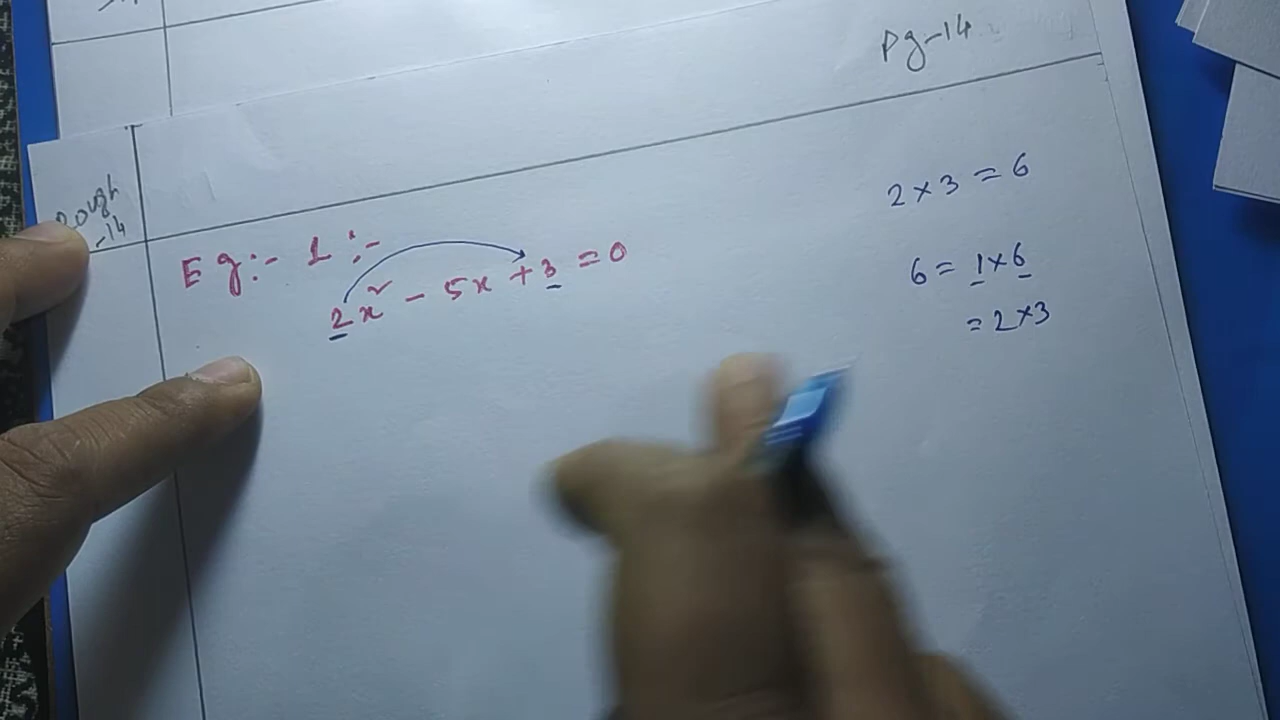 Pg-14
Rough
-14
Eg:- 1:-
2x² - 5x + 3 = 0
2 × 3 = 6
6 = 1 × 6
= 2 × 3